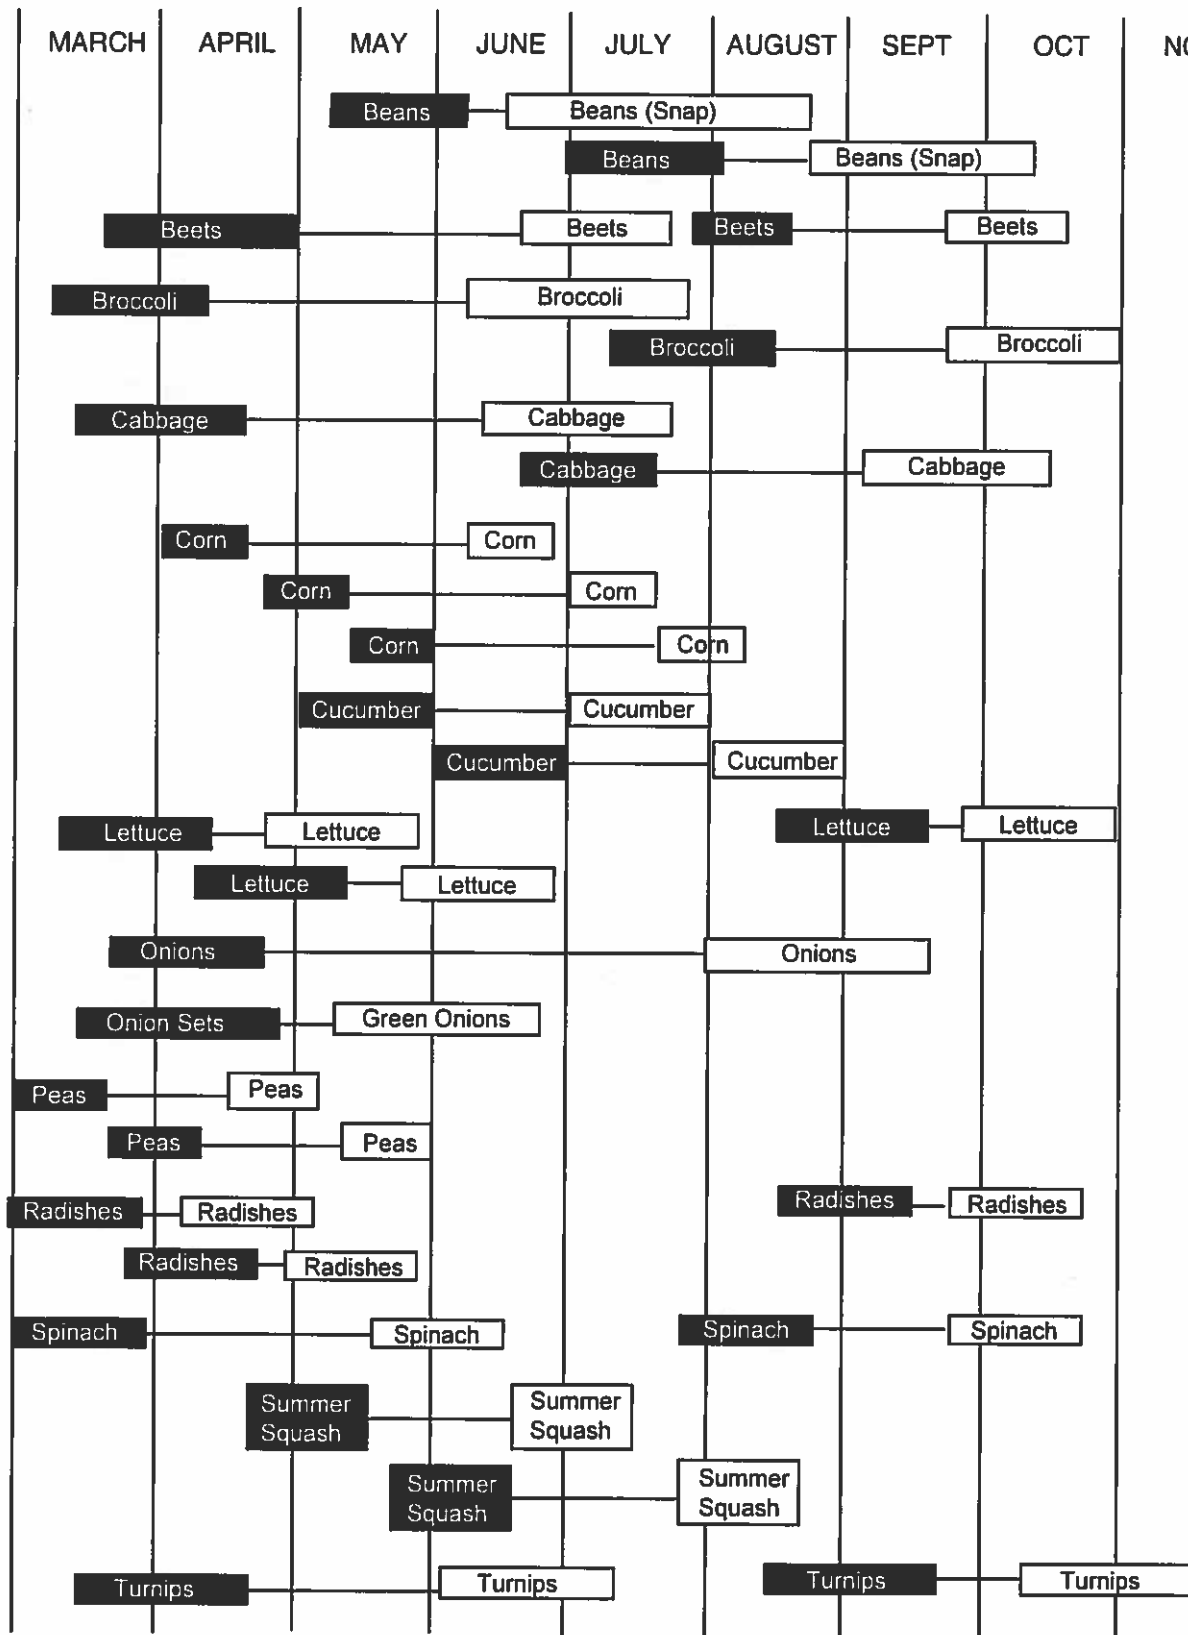 MARCH APRIL MAY JUNE JULY AUGUST SEPT OCT
Beans Beans (Snap)
Beans Beans (Snap)
Beets Beets Beets Beets
Broccoli Broccoli
Broccoli Broccoli
Cabbage Cabbage
Cabbage Cabbage
Corn Corn
Corn Corn
Corn Corn
Cucumber Cucumber
Cucumber Cucumber
Lettuce Lettuce Lettuce Lettuce
Lettuce Lettuce
Onions Onions
Onion Sets Green Onions
Peas Peas
Peas Peas
Radishes Radishes Radishes Radishes
Radishes Radishes
Spinach Spinach Spinach Spinach
Summer Summer
Squash Squash
Summer Summer
Squash Squash
Turnips Turnips Turnips Turnips